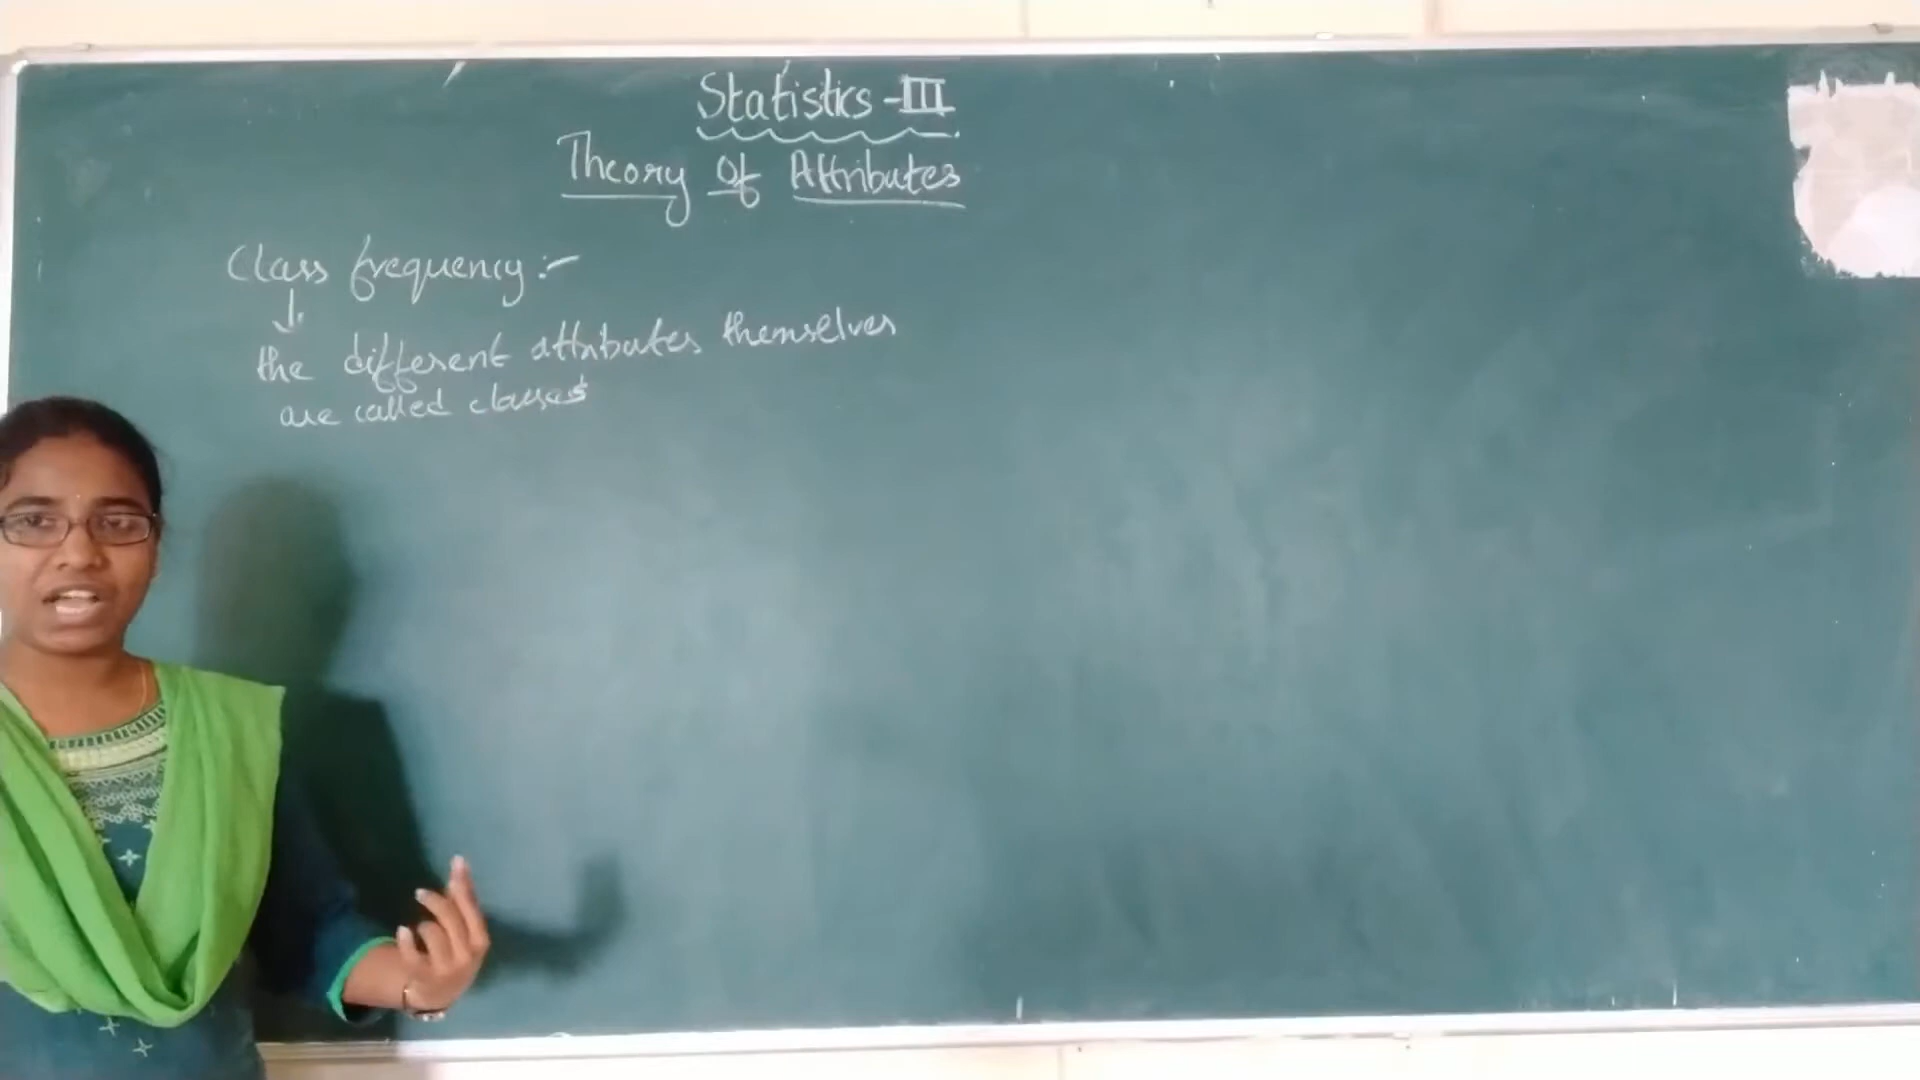 Statistics -III
Theory of Attributes
Class frequency :-
the different attributes themselves
are called classes